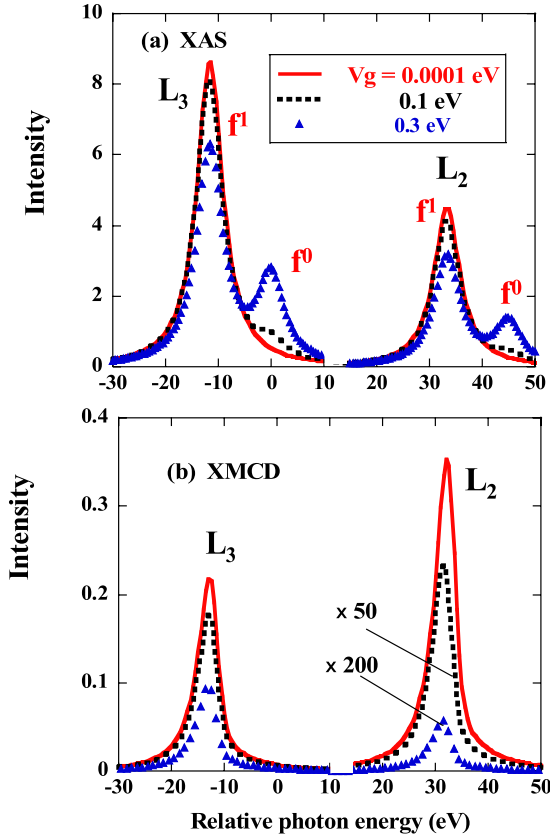 (a) XAS
L3
f1
Vg = 0.0001 eV
0.1 eV
0.3 eV
L2
f1
f0
f0
Intensity
10
8
6
4
2
0
-30 -20 -10 0 10 20 30 40 50
(b) XMCD
L3
L2
x 50
x 200
Intensity
0.4
0.3
0.2
0.1
0
-30 -20 -10 0 10 20 30 40 50
Relative photon energy (eV)